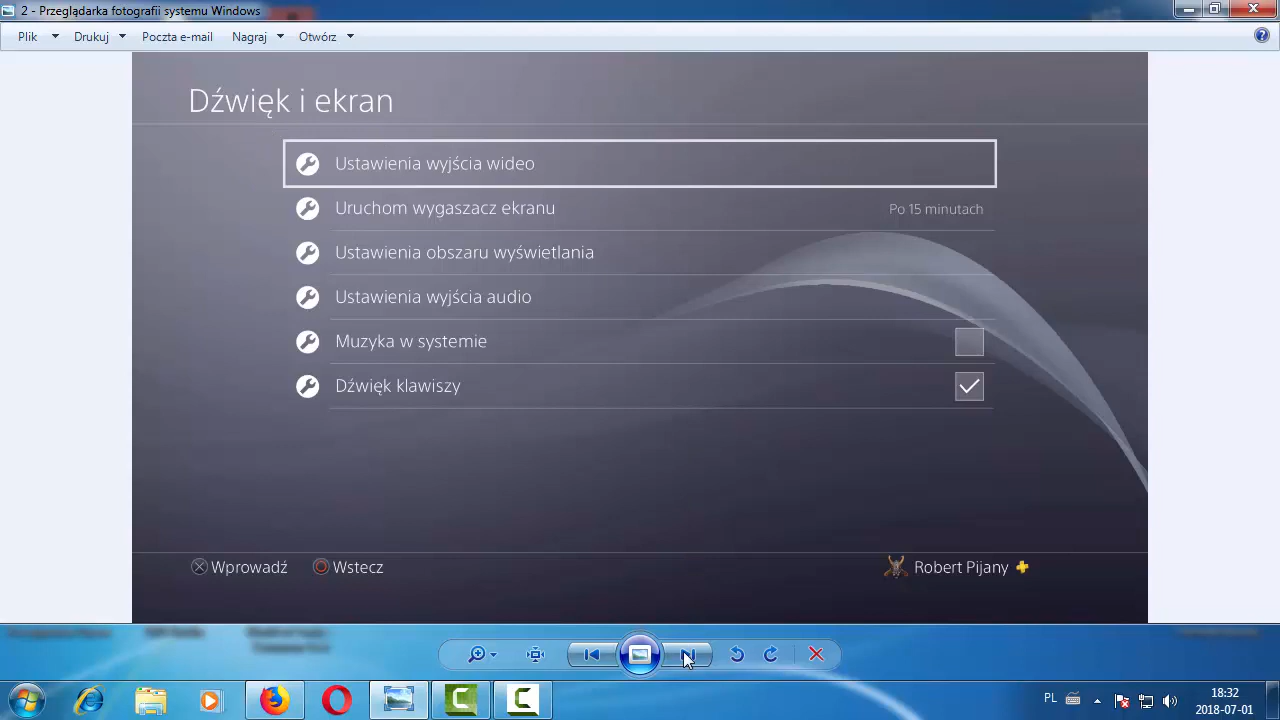 2 - Przeglądarka fotografii systemu Windows
Plik Drukuj Poczta e-mail Nagraj Otwórz
Dźwięk i ekran
Ustawienia wyjścia wideo
Uruchom wygaszacz ekranu Po 15 minutach
Ustawienia obszaru wyświetlania
Ustawienia wyjścia audio
Muzyka w systemie
Dźwięk klawiszy
Wprowadź Wstecz Robert Pijany
PL 18:32
2018-07-01